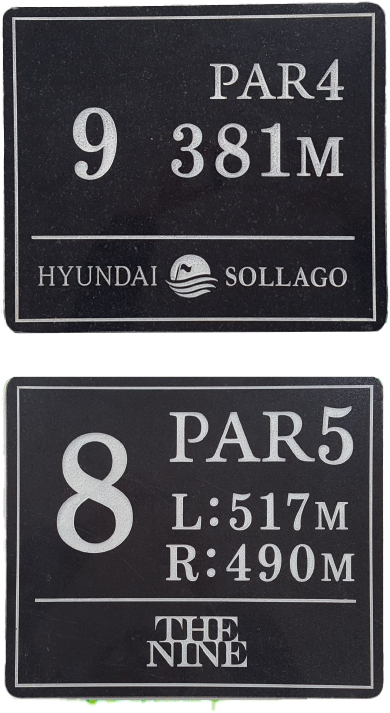 PAR4
9 381M
HYUNDAI SOLLAGO
PAR5
8
L:517M
R:490M
THE
NINE